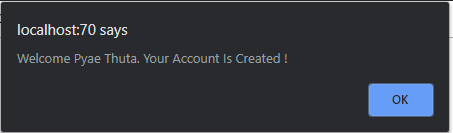 localhost:70 says
Welcome Pyae Thuta. Your Account Is Created !
OK